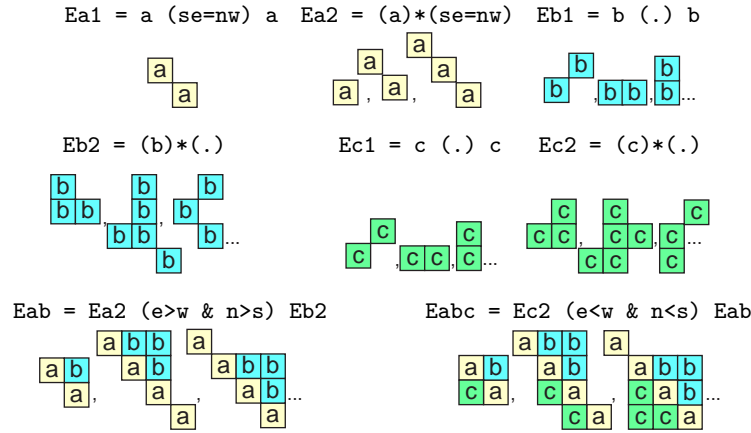 Ea1 = a (se=nw) a Ea2 = (a)*(se=nw) Eb1 = b (.) b
a
a
a
a
,
a
,
a
a
a
b
b
,
b b
,
b
b
...
Eb2 = (b)*(.) Ec1 = c (.) c Ec2 = (c)*(.)
b
b b
,
b
b
b b
b
,
b
b
b
...
c
c
,
c c
,
c
c
...
c
c c
,
c
c c
c c
,
c
c
c
...
Eab = Ea2 (e>w & n>s) Eb2 Eabc = Ec2 (e<w & n<s) Eab
a b
a
,
a b b
a b
a
a
,
a
a b b
a b
a
...
a b
c a
,
a b b
a b
c a
c a
,
a
a b b
c a b
c c a
...